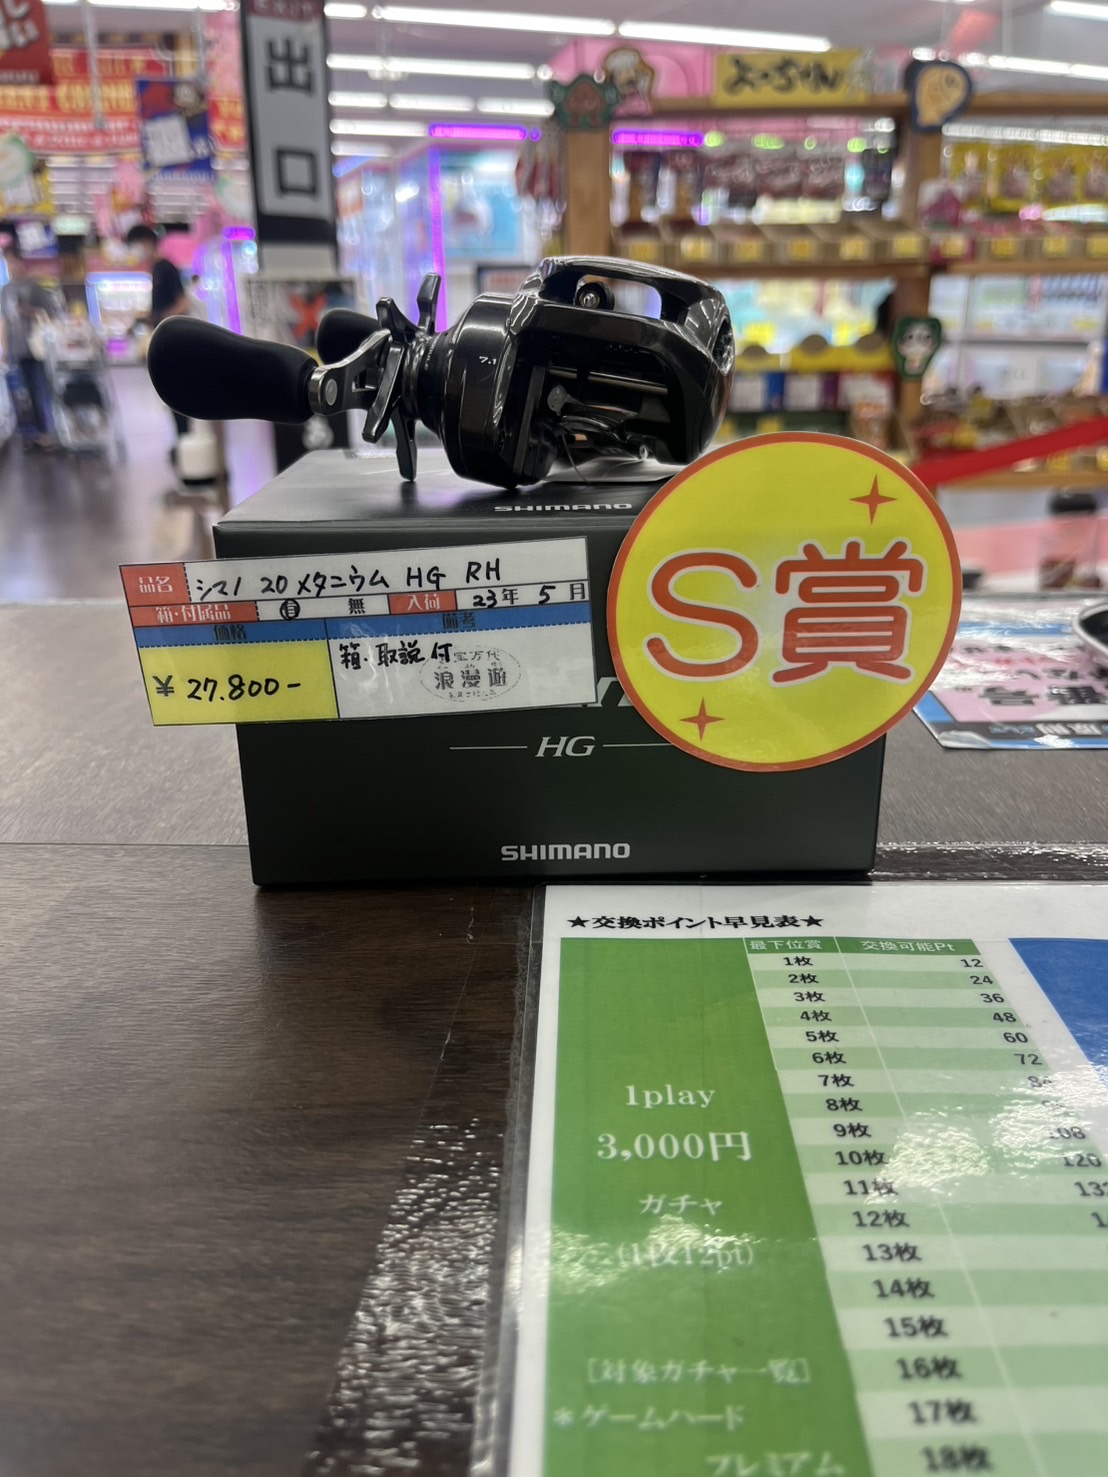 出口
よっちゃん
7.1
SHIMANO
品名 シマノ 20 メタニウム HG RH
箱・付属品 有 無 入荷 23年 5月
価格 備考
¥ 27.800-
箱・取説付
宝万代
浪漫遊
S賞
HG
SHIMANO
★交換ポイント早見表★
最下位賞 交換可能Pt
1枚 12
2枚 24
3枚 36
4枚 48
5枚 60
6枚 72
7枚
8枚
9枚 108
10枚 120
11枚
12枚
13枚
14枚
15枚
16枚
17枚
18枚
1play
3,000円
ガチャ
(1枚12pt)
[対象ガチャ一覧]
*ゲームハード
プレミアム